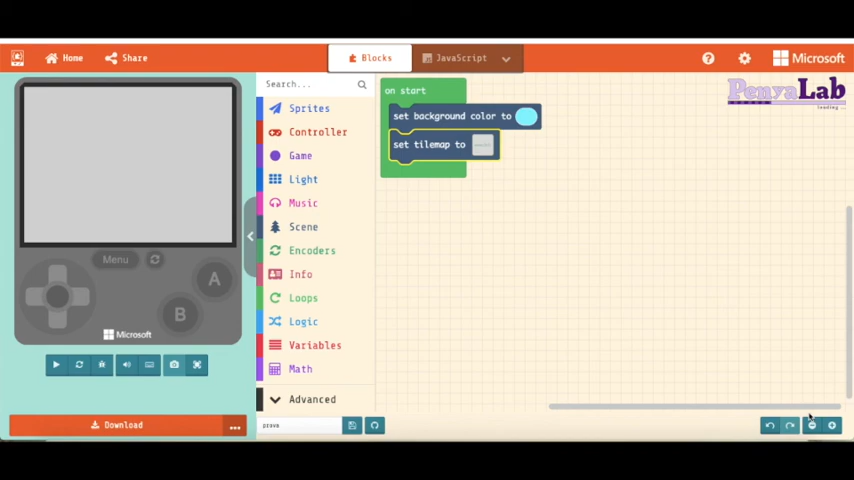 Home
Share
Blocks
JavaScript
?
Microsoft
PenyaLab
loading ...
Search...
on start
set background color to
set tilemap to
Sprites
Controller
Game
Light
Music
Scene
Encoders
Info
Loops
Logic
Variables
Math
Advanced
Menu
A
B
Microsoft
Download
...
prava